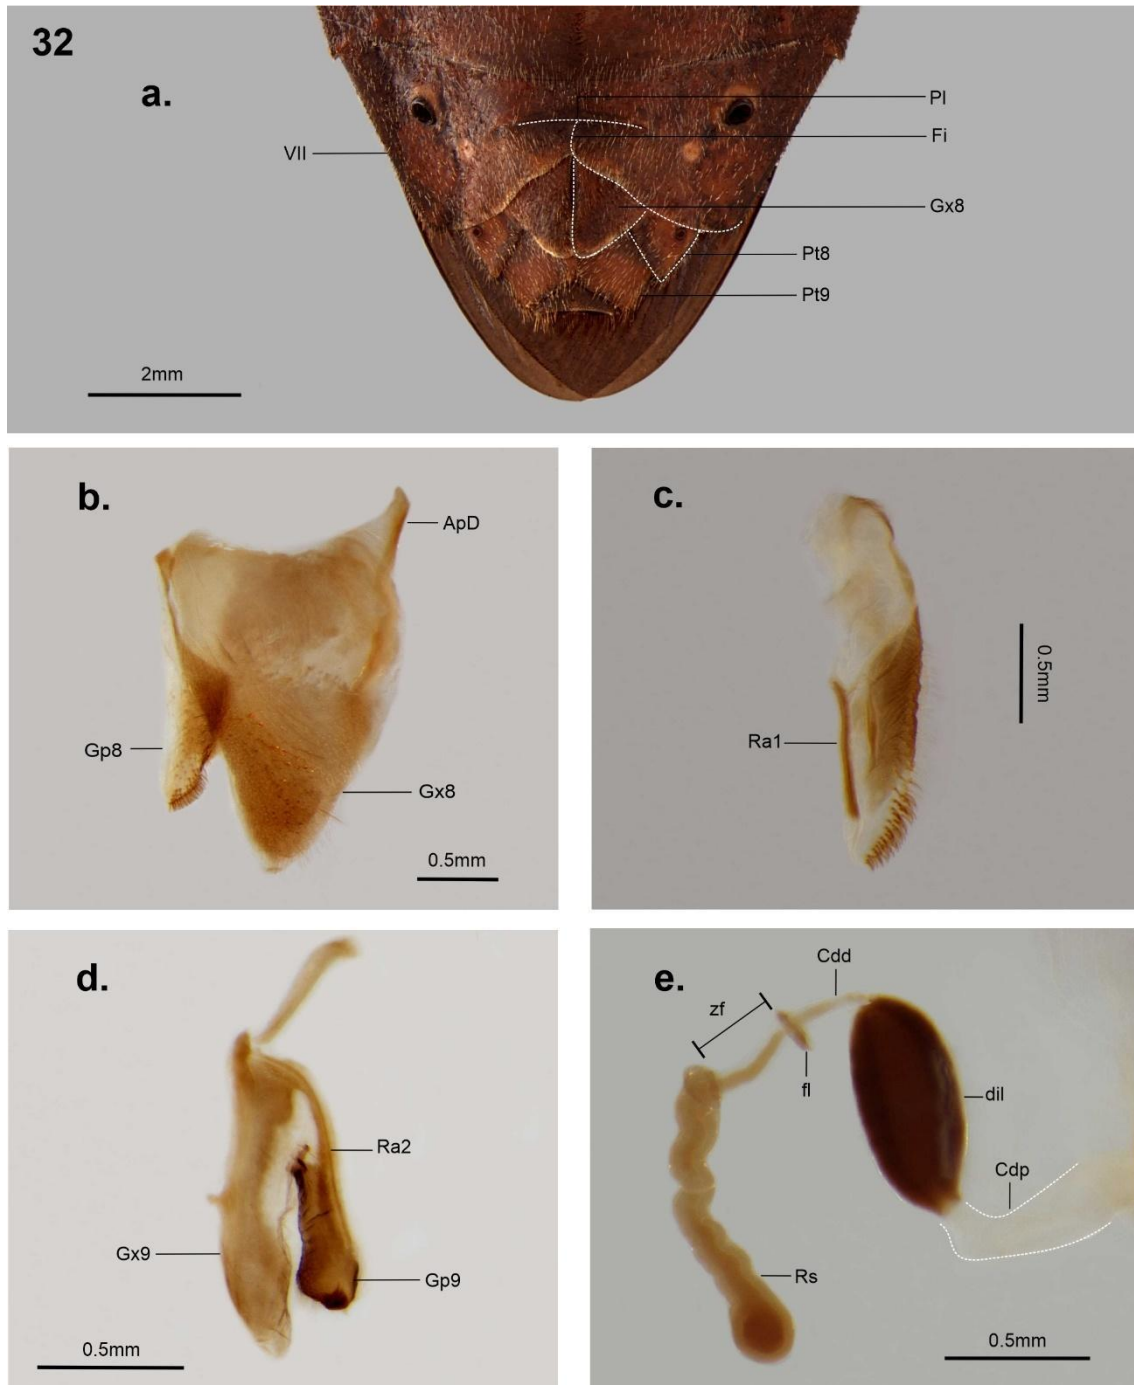 32
a.
Pl
Fi
VII
Gx8
Pt8
Pt9
2mm
b.
ApD
Gp8
Gx8
0.5mm
c.
0.5mm
Ra1
d.
Ra2
Gx9
Gp9
0.5mm
e.
Cdd
zf
fl
dil
Cdp
Rs
0.5mm